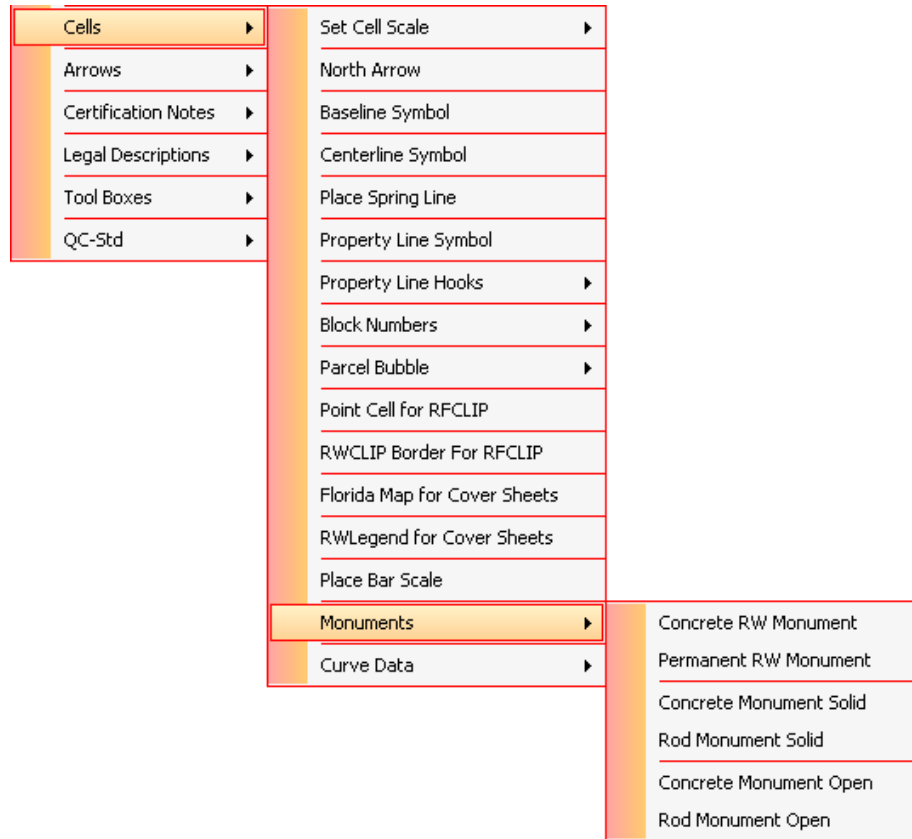 Cells
Arrows
Certification Notes
Legal Descriptions
Tool Boxes
QC-Std
Set Cell Scale
North Arrow
Baseline Symbol
Centerline Symbol
Place Spring Line
Property Line Symbol
Property Line Hooks
Block Numbers
Parcel Bubble
Point Cell for RFCLIP
RWCLIP Border For RFCLIP
Florida Map for Cover Sheets
RWLegend for Cover Sheets
Place Bar Scale
Monuments
Curve Data
Concrete RW Monument
Permanent RW Monument
Concrete Monument Solid
Rod Monument Solid
Concrete Monument Open
Rod Monument Open